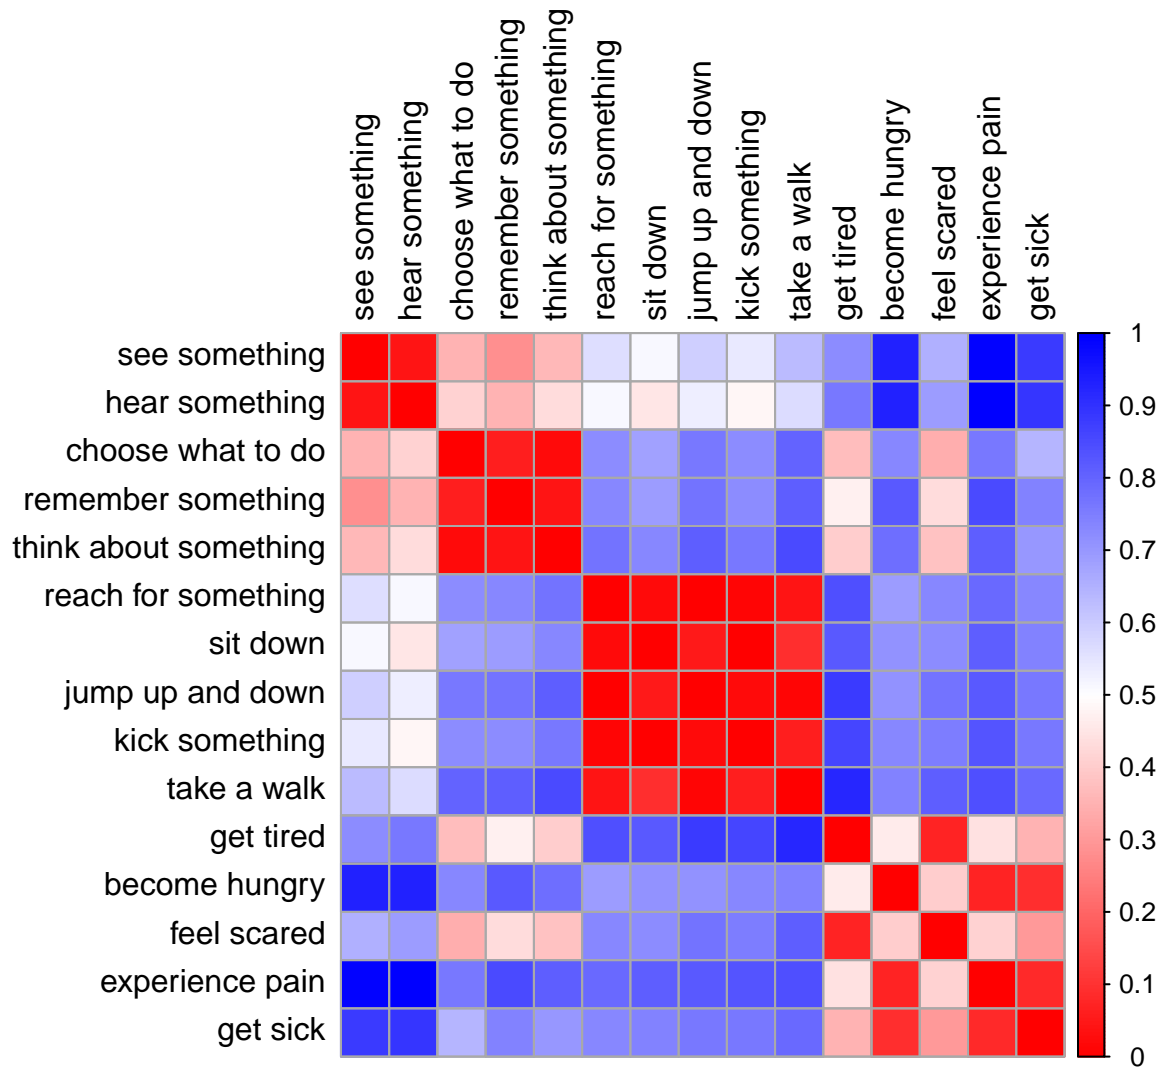 see something
hear something
choose what to do
remember something
think about something
reach for something
sit down
jump up and down
kick something
take a walk
get tired
become hungry
feel scared
experience pain
get sick
see something
hear something
choose what to do
remember something
think about something
reach for something
sit down
jump up and down
kick something
take a walk
get tired
become hungry
feel scared
experience pain
get sick
1
0.9
0.8
0.7
0.6
0.5
0.4
0.3
0.2
0.1
0